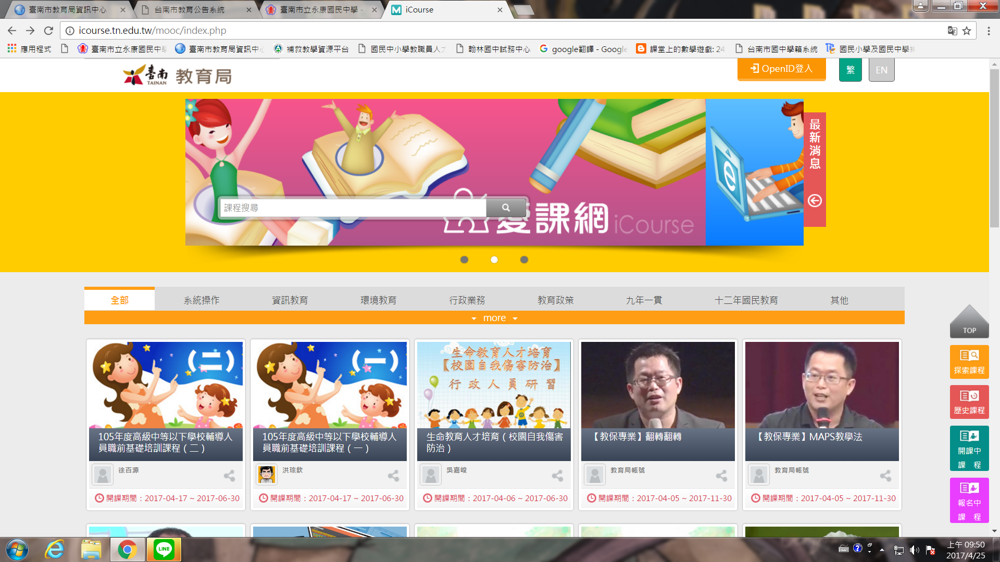 臺南市教育局資訊中心
台南市教育公告系統
臺南市立永康國民中學 -
iCourse
icourse.tn.edu.tw/mooc/index.php
應用程式
臺南市立永康國民中學
臺南市教育局資訊中心
補救教學資源平台
國民中小學教職員人才
翰林國中試務中心
google翻譯 - Google
課堂上的數學遊戲: 24
台南市國中學籍系統
國民小學及國民中學補
臺南
TAINAN
教育局
OpenID登入
繁
EN
最新消息
課程搜尋
愛課網 iCourse
全部
系統操作
資訊教育
環境教育
行政業務
教育政策
九年一貫
十二年國民教育
其他
more
TOP
探索課程
歷史課程
開課中
課 程
報名中
課 程
(二)
105年度高級中等以下學校輔導人
員職前基礎培訓課程(二)
徐百源
開課期間:2017-04-17 ~ 2017-06-30
(一)
105年度高級中等以下學校輔導人
員職前基礎培訓課程(一)
洪琮欽
開課期間:2017-04-17 ~ 2017-06-30
生命教育人才培育
【校園自我傷害防治】
行政人員研習
生命教育人才培育(校園自我傷害
防治)
吳嘉峻
開課期間:2017-04-06 ~ 2017-06-30
【教保專業】翻轉翻轉
教育局帳號
開課期間:2017-04-05 ~ 2017-11-30
【教保專業】MAPS教學法
教育局帳號
開課期間:2017-04-05 ~ 2017-11-30
LINE
上午 09:50
2017/4/25